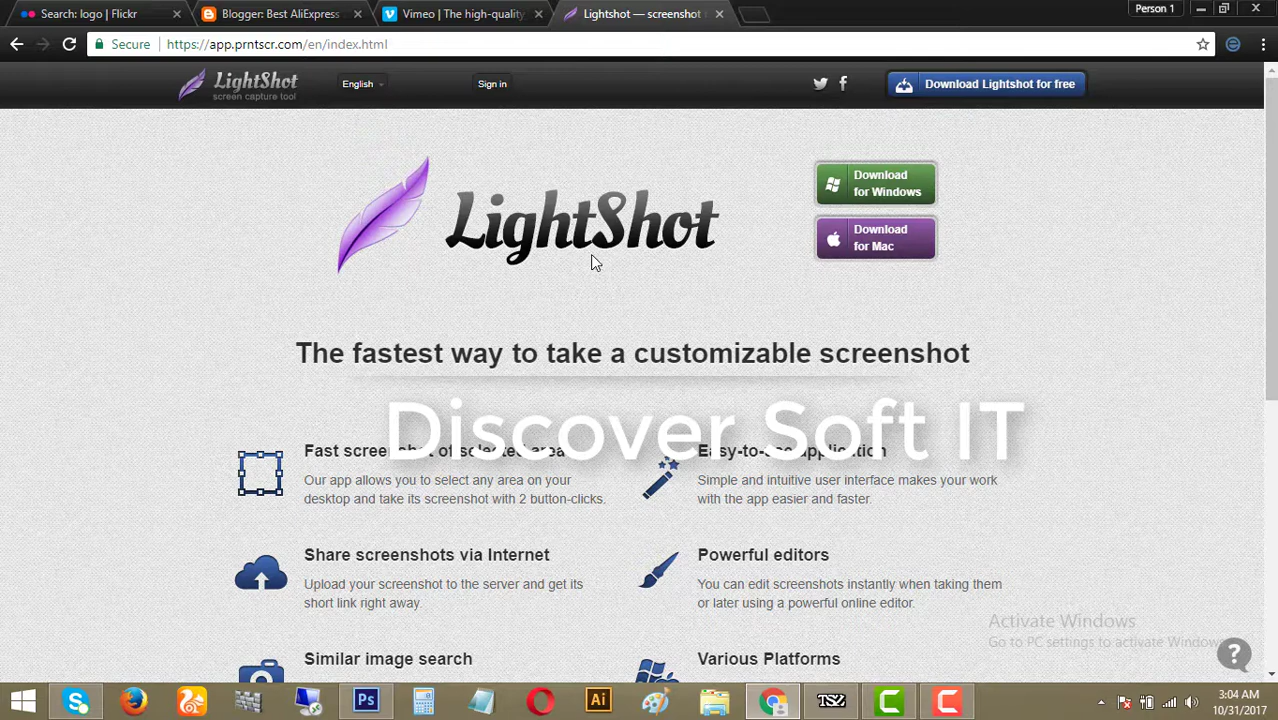 Search: logo | Flickr
Blogger: Best AliExpress
Vimeo | The high-quality
Lightshot — screenshot
Person 1
Secure
https://app.prntscr.com/en/index.html
LightShot
screen capture tool
English
Sign in
Download Lightshot for free
LightShot
Download
for Windows
Download
for Mac
The fastest way to take a customizable screenshot
Discover Soft IT
Fast screenshot of selected area
Our app allows you to select any area on your
desktop and take its screenshot with 2 button-clicks.
Easy-to-use application
Simple and intuitive user interface makes your work
with the app easier and faster.
Share screenshots via Internet
Upload your screenshot to the server and get its
short link right away.
Powerful editors
You can edit screenshots instantly when taking them
or later using a powerful online editor.
Activate Windows
Go to PC settings to activate Windows.
Similar image search
Various Platforms
Ps
Ai
TSZ
3:04 AM
10/31/2017